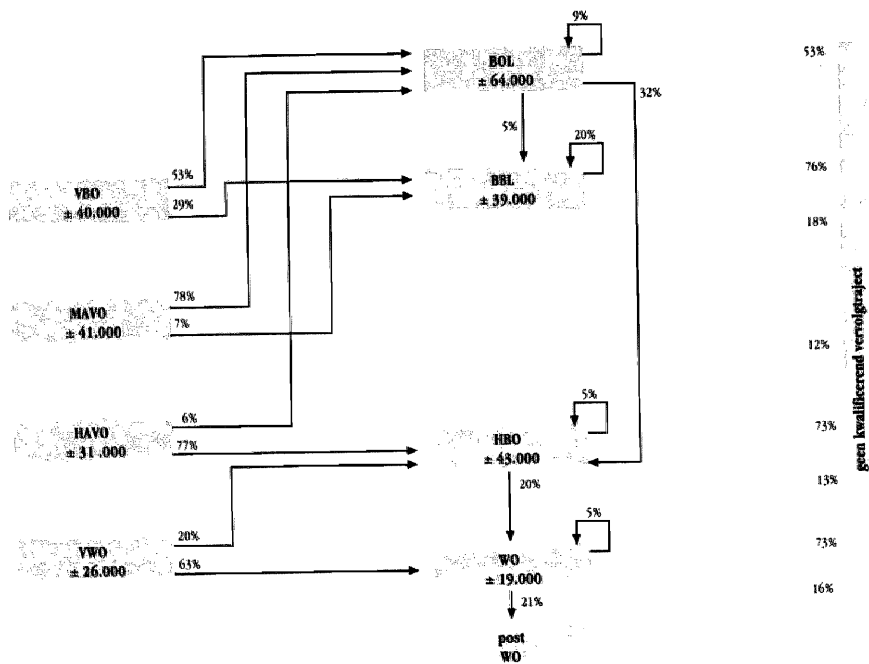 9%
BOL
± 64.000
53%
32%
5%
20%
BBL
± 39.000
76%
53%
VBO
± 40.000
29%
18%
78%
MAVO
± 41.000
7%
12%
geen kwalificerend vervolgtraject
6%
HAVO
± 31 .000
77%
5%
HBO
± 43.000
73%
20%
13%
20%
VWO
± 26.000
63%
5%
WO
± 19.000
73%
21%
16%
post
WO